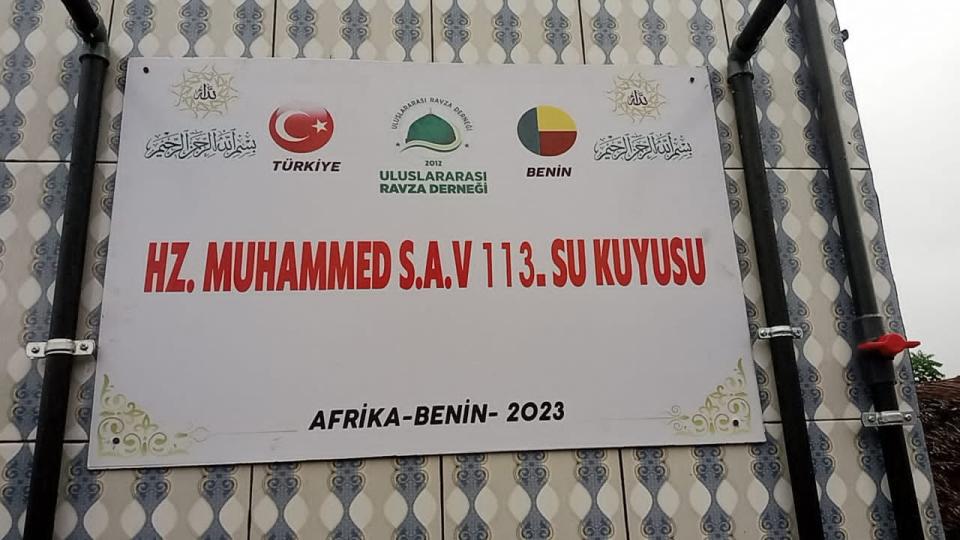 الله
الله
بسم الله الرحمن الرحيم
TÜRKİYE
ULUSLARARASI RAVZA DERNEĞİ
2012
ULUSLARARASI
RAVZA DERNEĞİ
BENİN
بسم الله الرحمن الرحيم
HZ. MUHAMMED S.A.V 113. SU KUYUSU
AFRİKA-BENİN- 2023